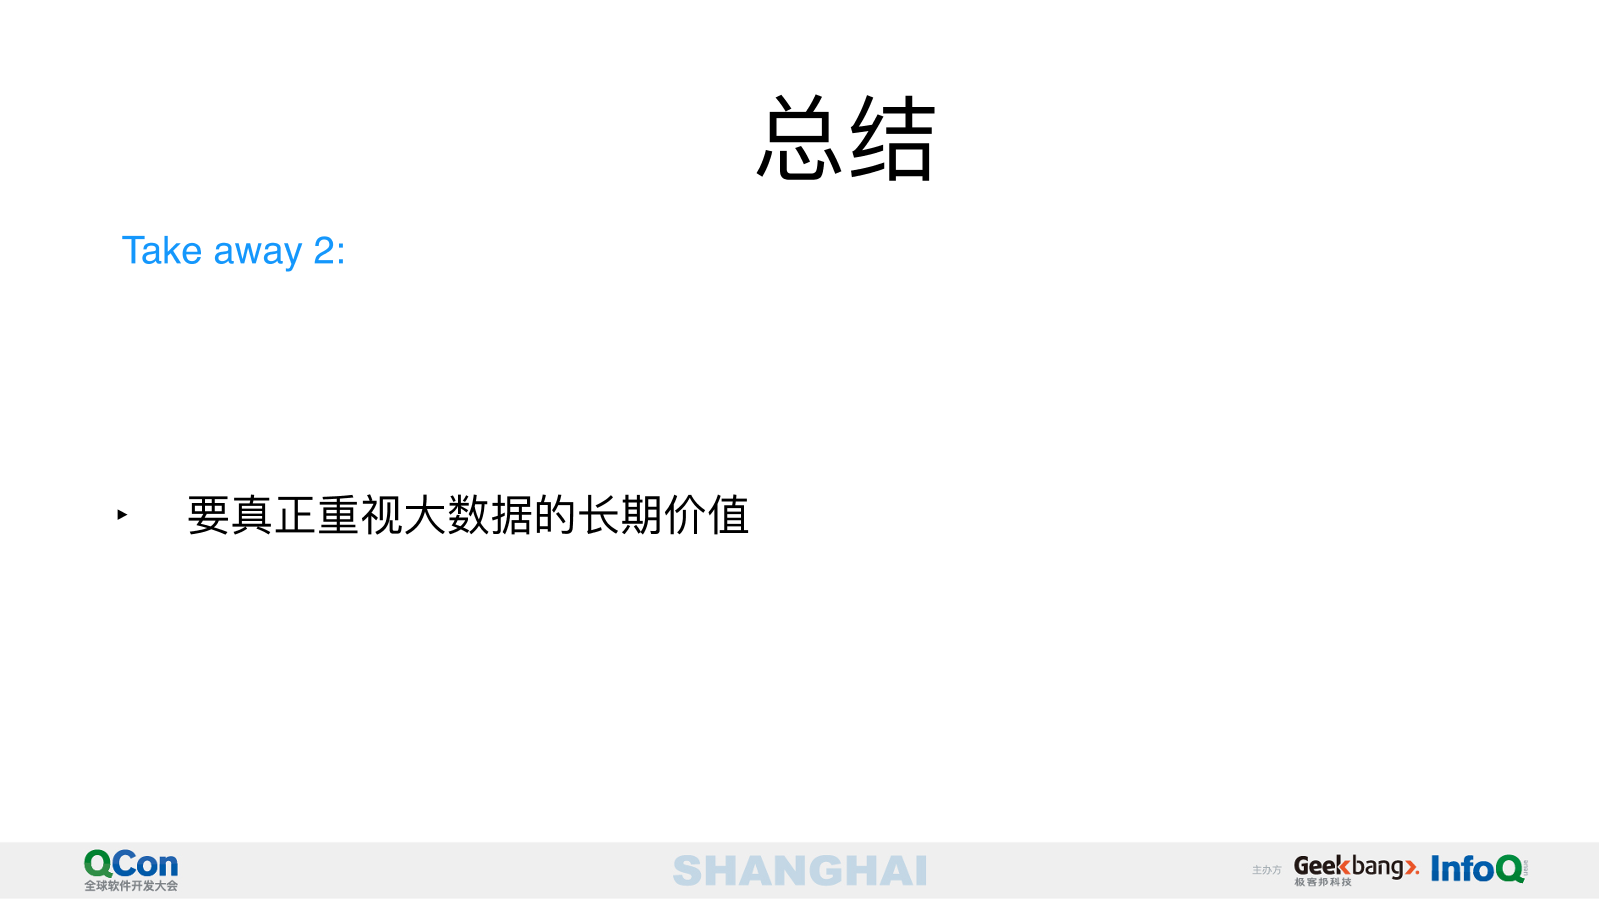 总结
Take away 2:
▸ 要真正重视大数据的长期价值
QCon
全球软件开发大会
SHANGHAI
主办方
Geekbang
极客邦科技
InfoQ